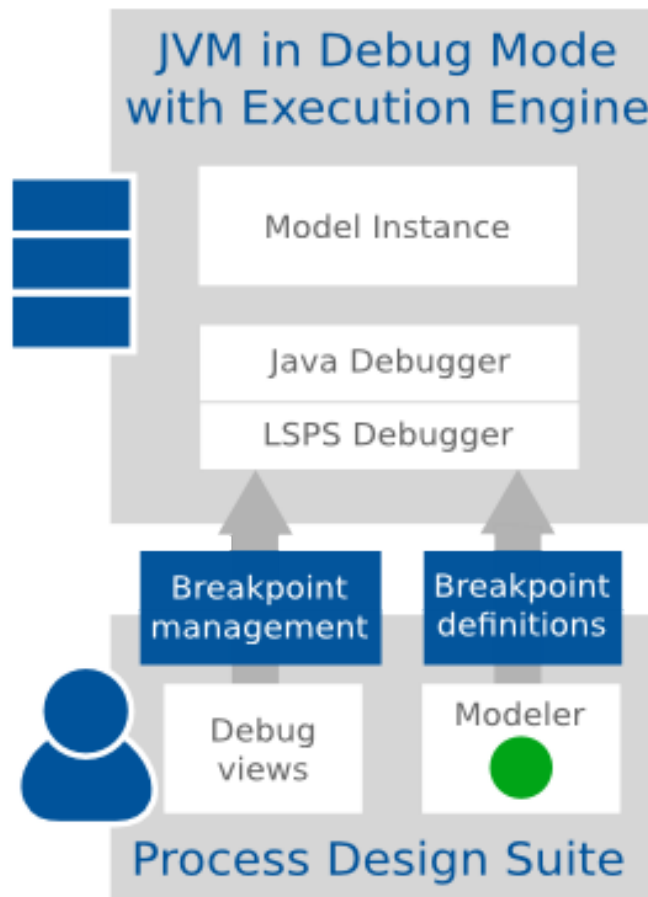 JVM in Debug Mode
with Execution Engine
Model Instance
Java Debugger
LSPS Debugger
Breakpoint
management
Breakpoint
definitions
Debug
views
Modeler
Process Design Suite